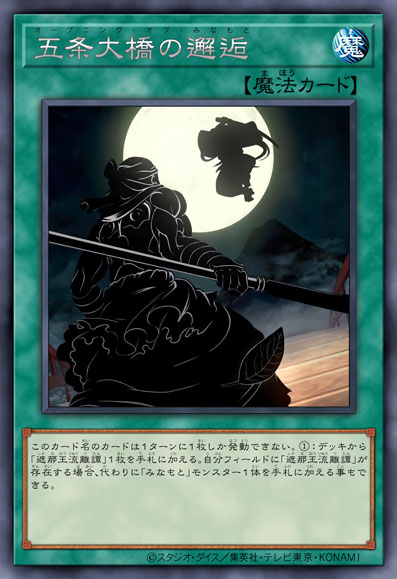 オープニング オブ みなもと
五条大橋の邂逅
魔
【魔法カード】
このカード名のカードは1ターンに1枚しか発動できない。①:デッキから
「遮那王流離譚」1枚を手札に加える。自分フィールドに「遮那王流離譚」が
存在する場合、代わりに「みなもと」モンスター1体を手札に加える事もで
きる。
©スタジオ・ダイス/集英社・テレビ東京・KONAMI